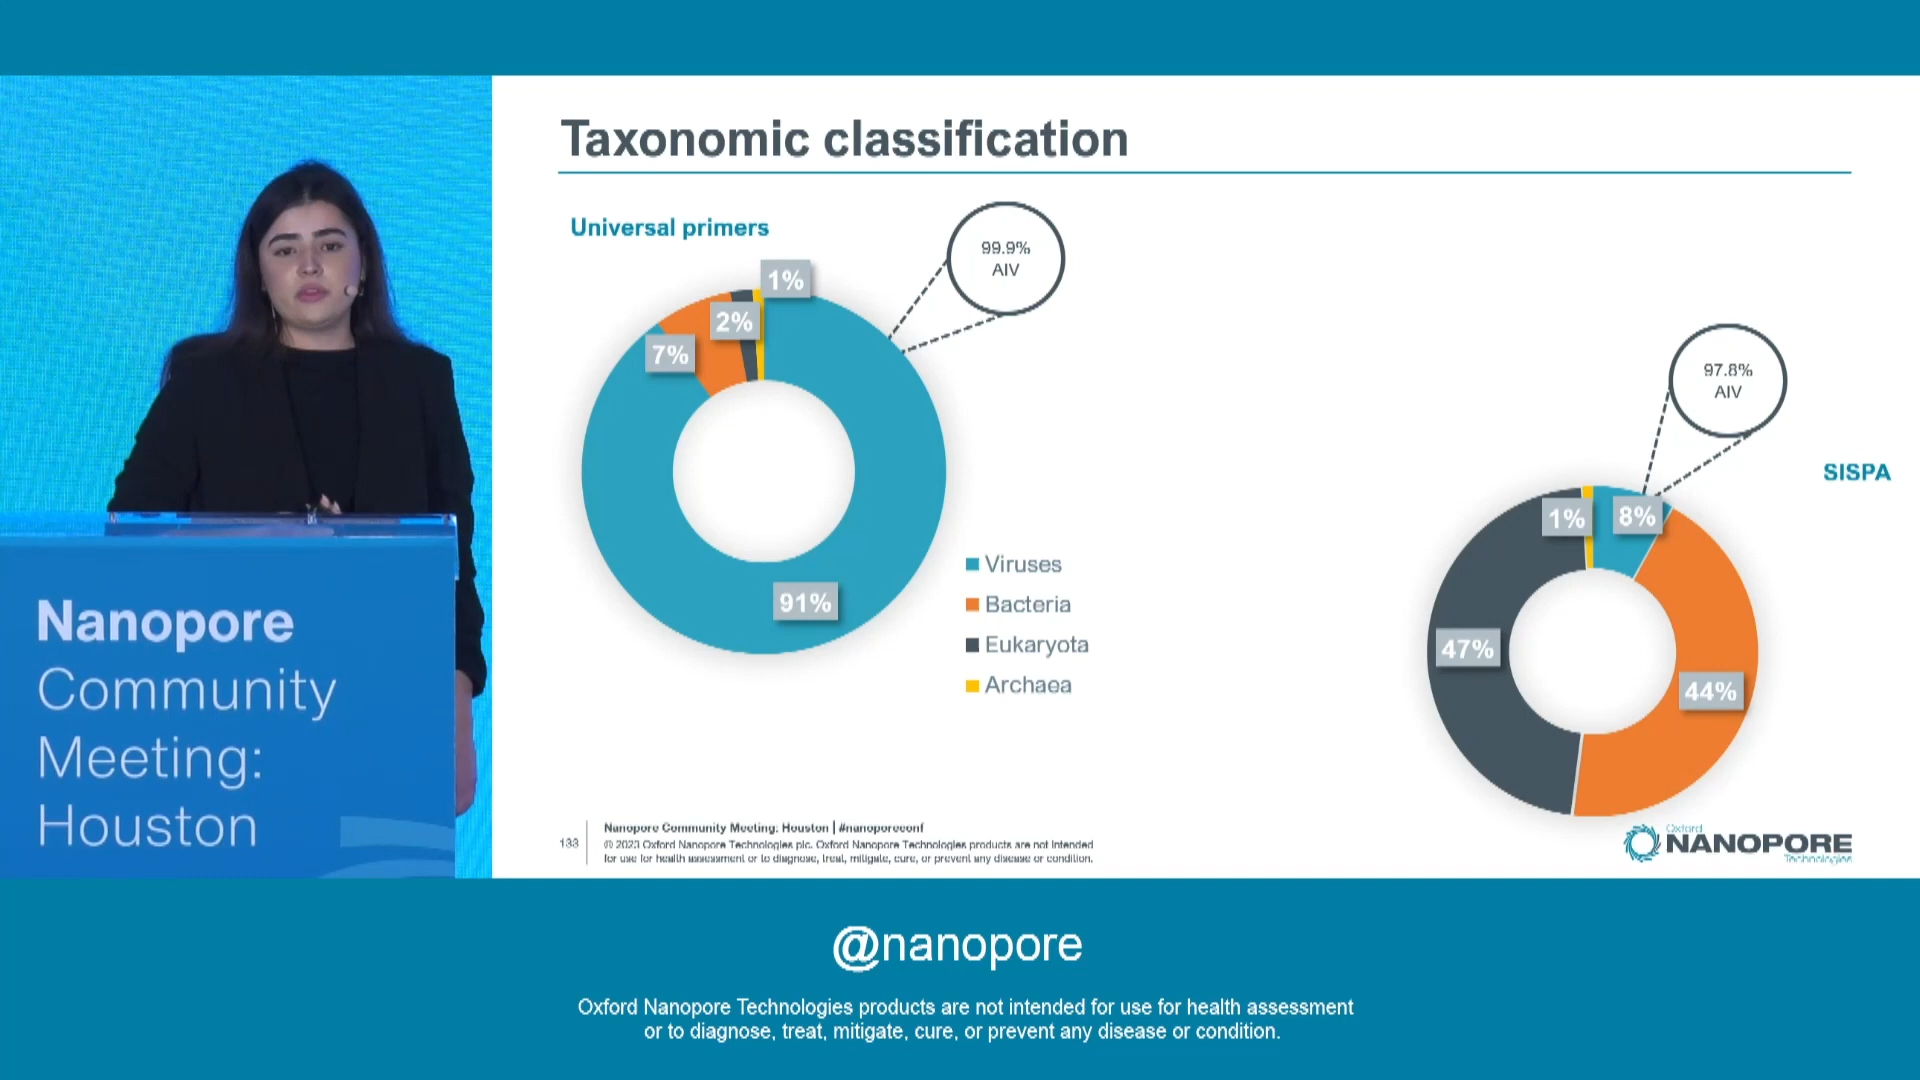 Taxonomic classification
Universal primers
99.9%
AIV
1%
2%
7%
91%
Viruses
Bacteria
Eukaryota
Archaea
97.8%
AIV
SISPA
1%
8%
47%
44%
Nanopore
Community
Meeting:
Houston
133
Nanopore Community Meeting: Houston | #nanoporeconf
© 2023 Oxford Nanopore Technologies plc. Oxford Nanopore Technologies products are not intended
for use for health assessment or to diagnose, treat, mitigate, cure, or prevent any disease or condition.
Oxford
NANOPORE
Technologies
@nanopore
Oxford Nanopore Technologies products are not intended for use for health assessment
or to diagnose, treat, mitigate, cure, or prevent any disease or condition.